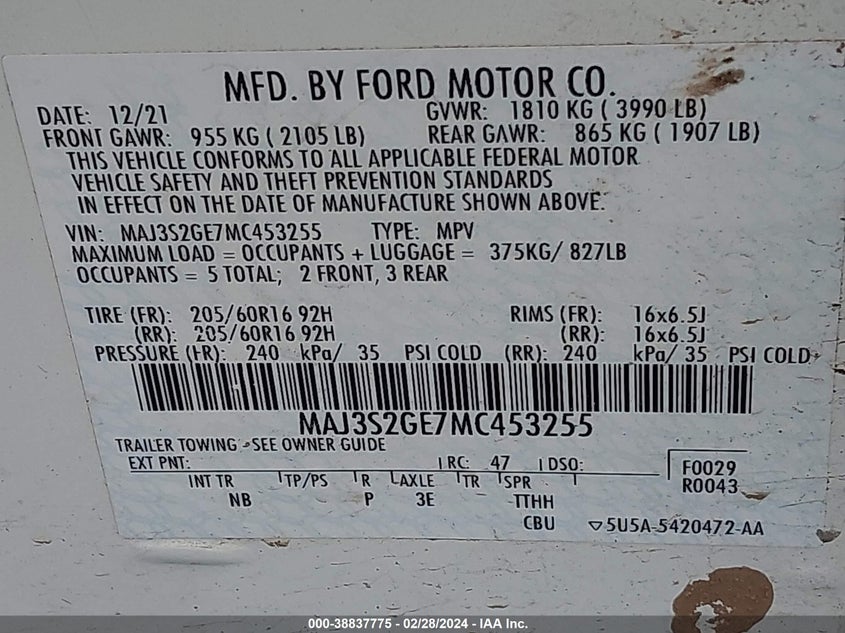 MFD. BY FORD MOTOR CO.
DATE: 12/21 GVWR: 1810 KG ( 3990 LB)
FRONT GAWR: 955 KG ( 2105 LB) REAR GAWR: 865 KG ( 1907 LB)
THIS VEHICLE CONFORMS TO ALL APPLICABLE FEDERAL MOTOR
VEHICLE SAFETY AND THEFT PREVENTION STANDARDS
IN EFFECT ON THE DATE OF MANUFACTURE SHOWN ABOVE.
VIN: MAJ3S2GE7MC453255 TYPE: MPV
MAXIMUM LOAD = OCCUPANTS + LUGGAGE = 375KG/ 827LB
OCCUPANTS = 5 TOTAL; 2 FRONT, 3 REAR
TIRE (FR): 205/60R16 92H RIMS (FR): 16x6.5J
(RR): 205/60R16 92H (RR): 16x6.5J
PRESSURE (FR): 240 kPa/ 35 PSI COLD (RR): 240 kPa/ 35 PSI COLD
MAJ3S2GE7MC453255
TRAILER TOWING - SEE OWNER GUIDE
EXT PNT: RC: 47 DSO: F0029
INT TR TP/PS R AXLE TR SPR R0043
NB P 3E TTHH
CBU ▽5U5A-5420472-AA
000-38837775 — 02/28/2024 — IAA Inc.